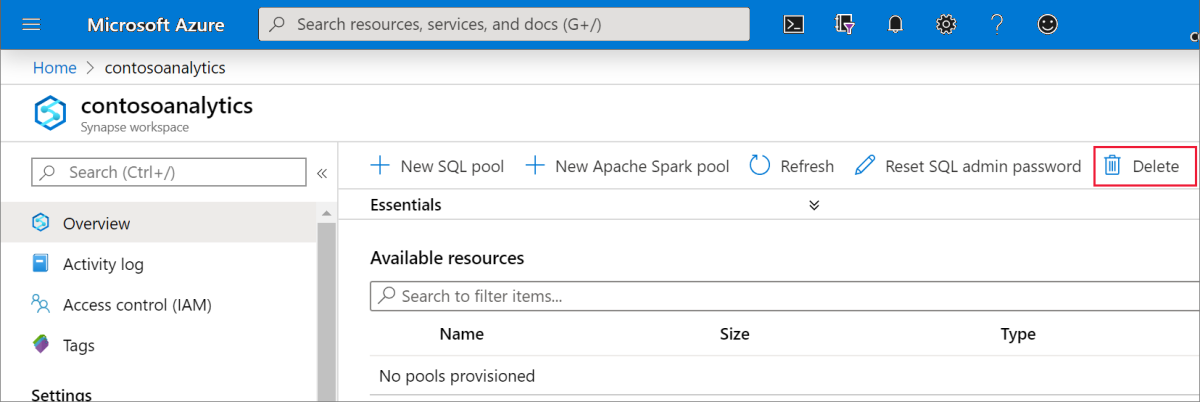 Microsoft Azure
Search resources, services, and docs (G+/)
Home > contosoanalytics
contosoanalytics
Synapse workspace
Search (Ctrl+/)
«
New SQL pool
New Apache Spark pool
Refresh
Reset SQL admin password
Delete
Overview
Activity log
Access control (IAM)
Tags
Settings
Essentials
Available resources
Search to filter items...
Name Size Type
No pools provisioned